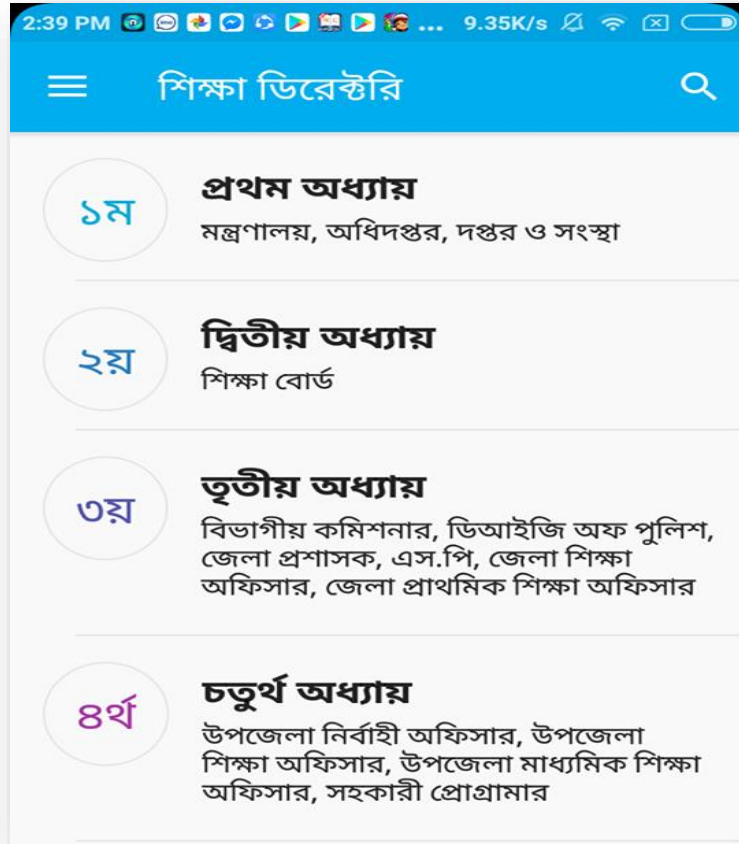 2:39 PM ... 9.35K/s
শিক্ষা ডিরেক্টরি
১ম
প্রথম অধ্যায়
মন্ত্রণালয়, অধিদপ্তর, দপ্তর ও সংস্থা
২য়
দ্বিতীয় অধ্যায়
শিক্ষা বোর্ড
৩য়
তৃতীয় অধ্যায়
বিভাগীয় কমিশনার, ডিআইজি অফ পুলিশ,
জেলা প্রশাসক, এস.পি, জেলা শিক্ষা
অফিসার, জেলা প্রাথমিক শিক্ষা অফিসার
৪র্থ
চতুর্থ অধ্যায়
উপজেলা নির্বাহী অফিসার, উপজেলা
শিক্ষা অফিসার, উপজেলা মাধ্যমিক শিক্ষা
অফিসার, সহকারী প্রোগ্রামার